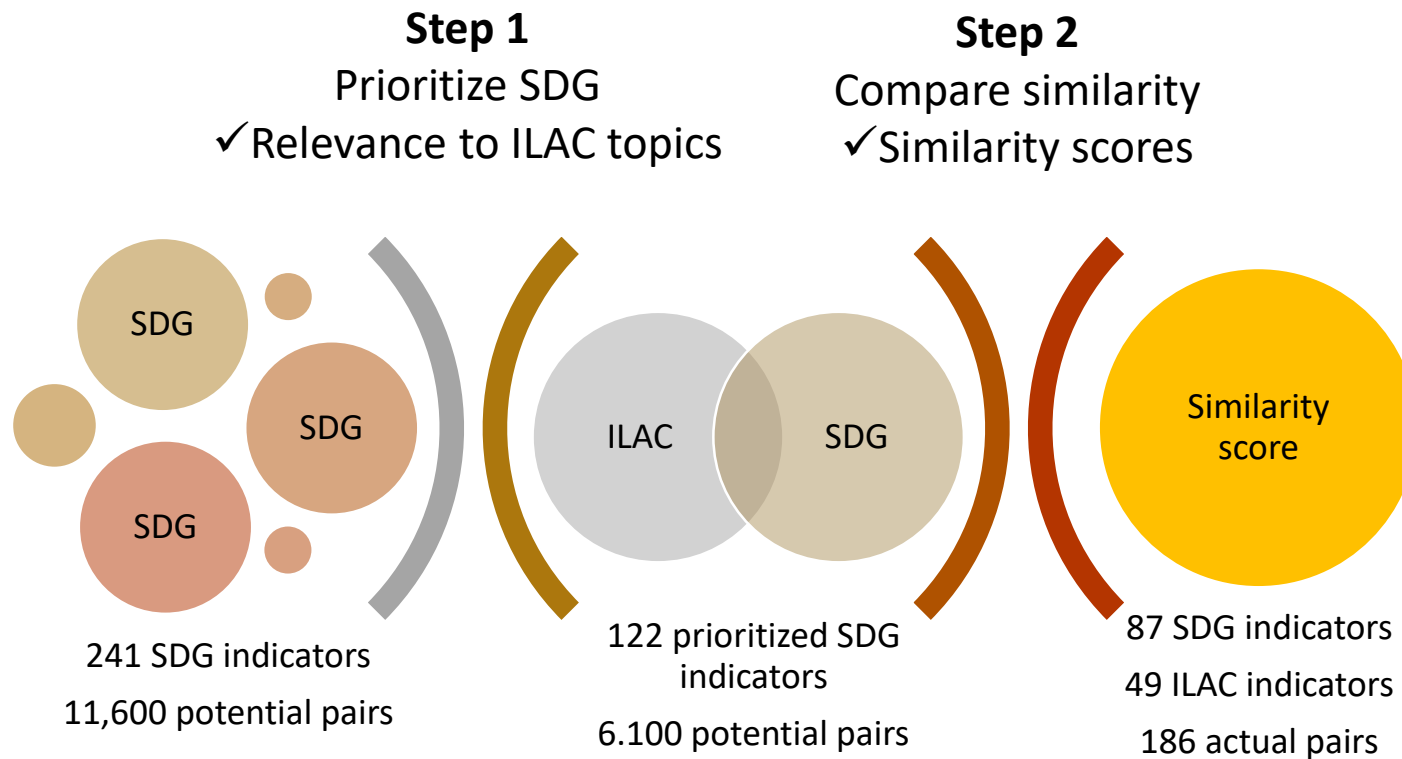 Step 1
Prioritize SDG
✓Relevance to ILAC topics
Step 2
Compare similarity
✓Similarity scores
SDG
SDG
SDG
ILAC
SDG
Similarity
score
241 SDG indicators
11,600 potential pairs
122 prioritized SDG
indicators
6.100 potential pairs
87 SDG indicators
49 ILAC indicators
186 actual pairs